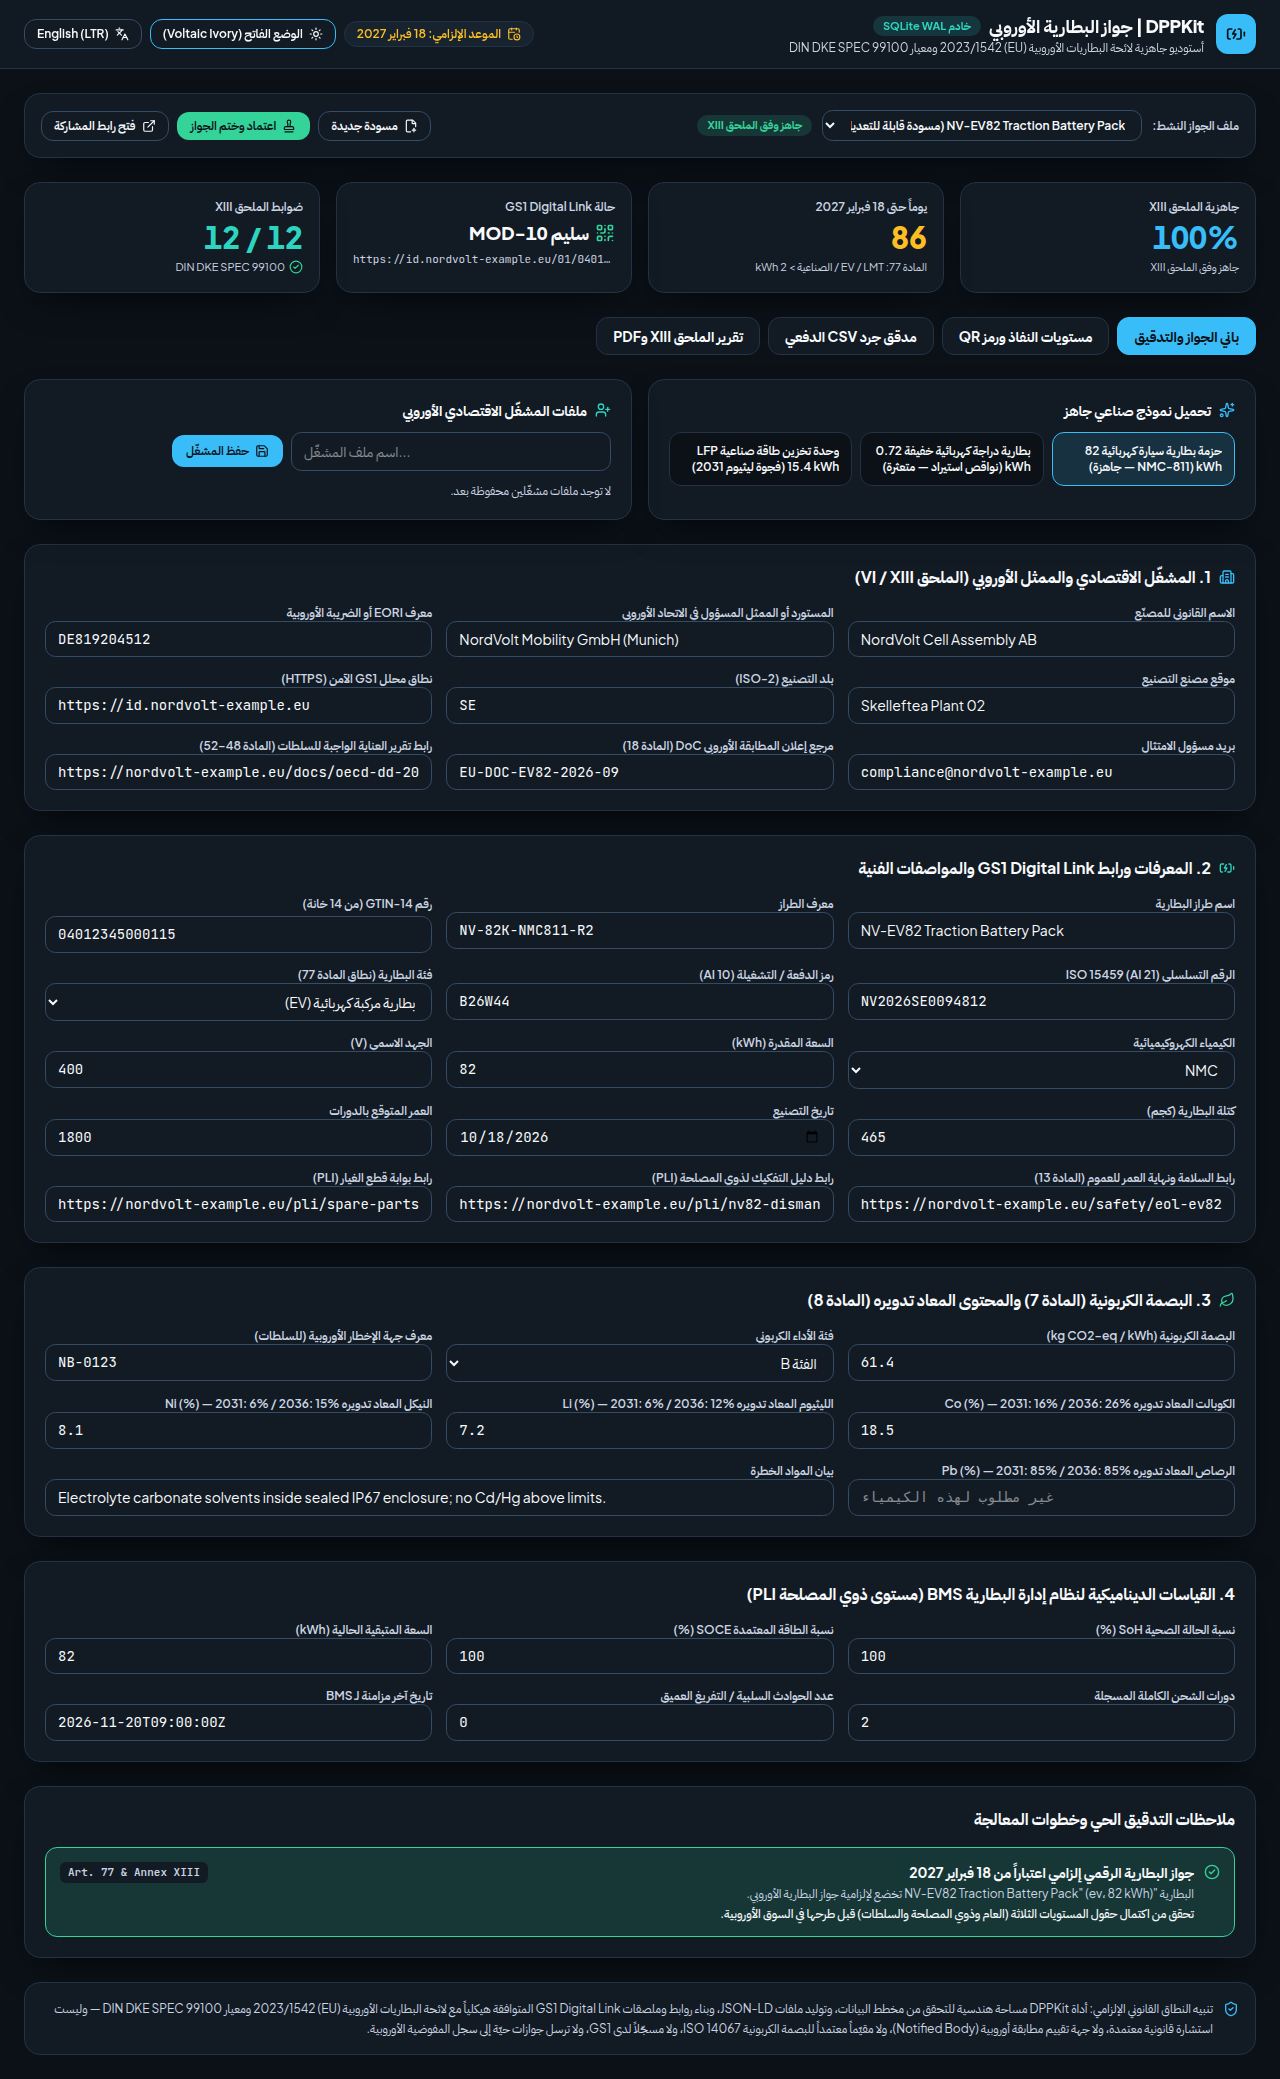 DPPKit | جواز البطارية الأوروبي
خادم SQLite WAL
أستوديو جاهزية لائحة البطاريات الأوروبية (EU) 2023/1542 ومعيار DIN DKE SPEC 99100
الموعد الإلزامي: 18 فبراير 2027
الوضع الفاتح (Voltaic Ivory)
English (LTR)
ملف الجواز النشط:
NV-EV82 Traction Battery Pack (مسودة قابلة للتعدي
جاهز وفق الملحق XIII
مسودة جديدة
اعتماد وختم الجواز
فتح رابط المشاركة
جاهزية الملحق XIII
100%
جاهز وفق الملحق XIII
يوماً حتى 18 فبراير 2027
86
المادة 77: EV / LMT / الصناعية > 2 kWh
حالة GS1 Digital Link
سليم MOD-10
https://id.nordvolt-example.eu/01/0401…
ضوابط الملحق XIII
12 / 12
DIN DKE SPEC 99100
باني الجواز والتدقيق
مستويات النفاذ ورمز QR
مدقق جرد CSV الدفعي
تقرير الملحق XIII وPDF
تحميل نموذج صناعي جاهز
حزمة بطارية سيارة كهربائية 82
kWh (NMC-811 — جاهزة)
بطارية دراجة كهربائية خفيفة 0.72
kWh (نواقص استيراد — متعثرة)
وحدة تخزين طاقة صناعية LFP
15.4 kWh (فجوة ليثيوم 2031)
ملفات المشغّل الاقتصادي الأوروبي
اسم ملف المشغّل...
حفظ المشغّل
لا توجد ملفات مشغّلين محفوظة بعد.
1. المشغّل الاقتصادي والممثل الأوروبي (الملحق VI / XIII)
الاسم القانوني للمصنّع
المستورد أو الممثل المسؤول في الاتحاد الأوروبي
معرف EORI أو الضريبة الأوروبية
NordVolt Cell Assembly AB
NordVolt Mobility GmbH (Munich)
DE819204512
موقع مصنع التصنيع
بلد التصنيع (ISO-2)
نطاق محلل GS1 الآمن (HTTPS)
Skelleftea Plant 02
SE
https://id.nordvolt-example.eu
بريد مسؤول الامتثال
مرجع إعلان المطابقة الأوروبي DoC (المادة 18)
رابط تقرير العناية الواجبة للسلطات (المادة 48-52)
compliance@nordvolt-example.eu
EU-DOC-EV82-2026-09
https://nordvolt-example.eu/docs/oecd-dd-20
2. المعرفات ورابط GS1 Digital Link والمواصفات الفنية
اسم طراز البطارية
معرف الطراز
رقم GTIN-14 (من 14 خانة)
NV-EV82 Traction Battery Pack
NV-82K-NMC811-R2
04012345000115
الرقم التسلسلي ISO 15459 (AI 21)
رمز الدفعة / التشغيلة (AI 10)
فئة البطارية (نطاق المادة 77)
NV2026SE0094812
B26W44
بطارية مركبة كهربائية (EV)
الكيمياء الكهروكيميائية
السعة المقدرة (kWh)
الجهد الاسمي (V)
NMC
82
400
كتلة البطارية (كجم)
تاريخ التصنيع
العمر المتوقع بالدورات
465
10/18/2026
1800
رابط السلامة ونهاية العمر للعموم (المادة 13)
رابط دليل التفكيك لذوي المصلحة (PLI)
رابط بوابة قطع الغيار (PLI)
https://nordvolt-example.eu/safety/eol-ev82
https://nordvolt-example.eu/pli/nv82-disman
https://nordvolt-example.eu/pli/spare-parts
3. البصمة الكربونية (المادة 7) والمحتوى المعاد تدويره (المادة 8)
البصمة الكربونية (kg CO2-eq / kWh)
فئة الأداء الكربوني
معرف جهة الإخطار الأوروبية (للسلطات)
61.4
الفئة B
NB-0123
الكوبالت المعاد تدويره Co (%) — 2031: 16% / 2036: 26%
الليثيوم المعاد تدويره Li (%) — 2031: 6% / 2036: 12%
النيكل المعاد تدويره Ni (%) — 2031: 6% / 2036: 15%
18.5
7.2
8.1
الرصاص المعاد تدويره Pb (%) — 2031: 85% / 2036: 85%
بيان المواد الخطرة
غير مطلوب لهذه الكيمياء
Electrolyte carbonate solvents inside sealed IP67 enclosure; no Cd/Hg above limits.
4. القياسات الديناميكية لنظام إدارة البطارية BMS (مستوى ذوي المصلحة PLI)
نسبة الحالة الصحية SoH (%)
نسبة الطاقة المعتمدة SOCE (%)
السعة المتبقية الحالية (kWh)
100
100
82
دورات الشحن الكاملة المسجلة
عدد الحوادث السلبية / التفريغ العميق
تاريخ آخر مزامنة لـ BMS
2
0
2026-11-20T09:00:00Z
ملاحظات التدقيق الحي وخطوات المعالجة
جواز البطارية الرقمي إلزامي اعتباراً من 18 فبراير 2027
Art. 77 & Annex XIII
البطارية "NV-EV82 Traction Battery Pack" (ev، 82 kWh) تخضع لإلزامية جواز البطارية الأوروبي.
تحقق من اكتمال حقول المستويات الثلاثة (العام وذوي المصلحة والسلطات) قبل طرحها في السوق الأوروبية.
تنبيه النطاق القانوني الإلزامي: أداة DPPKit مساحة هندسية للتحقق من مخطط البيانات، وتوليد ملفات JSON-LD، وبناء روابط وملصقات GS1 Digital Link المتوافقة هيكلياً مع لائحة البطاريات الأوروبية (EU) 2023/1542 ومعيار DIN DKE SPEC 99100 — وليست
استشارة قانونية معتمدة، ولا جهة تقييم مطابقة أوروبية (Notified Body)، ولا مقيّماً معتمداً للبصمة الكربونية ISO 14067، ولا مسجّلاً لدى GS1، ولا ترسل جوازات حيّة إلى سجل المفوضية الأوروبية.